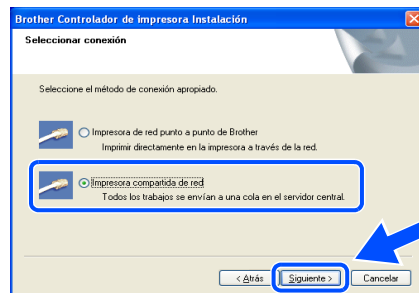 Brother Controlador de impresora Instalación
Seleccionar conexión
Seleccione el método de conexión apropiado.
Impresora de red punto a punto de Brother
Imprimir directamente en la impresora a través de la red.
Impresora compartida de red
Todos los trabajos se envían a una cola en el servidor central.
< Atrás Siguiente > Cancelar